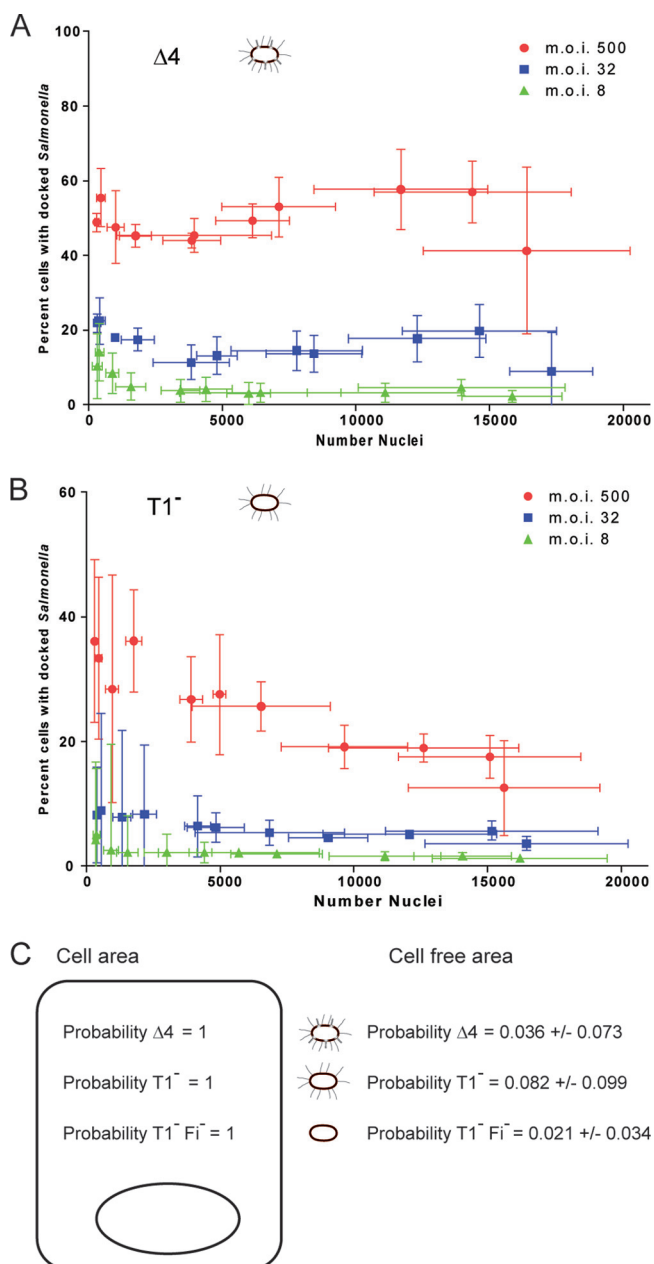 A
Δ4
m.o.i. 500
m.o.i. 32
m.o.i. 8
Percent cells with docked Salmonella
100
80
60
40
20
0
0
5000
10000
15000
20000
Number Nuclei
B
T1⁻
m.o.i. 500
m.o.i. 32
m.o.i. 8
Percent cells with docked Salmonella
60
40
20
0
0
5000
10000
15000
20000
Number Nuclei
C
Cell area
Cell free area
Probability Δ4 = 1
Probability Δ4 = 0.036 +/- 0.073
Probability T1⁻ = 1
Probability T1⁻ = 0.082 +/- 0.099
Probability T1⁻ Fi⁻ = 1
Probability T1⁻ Fi⁻ = 0.021 +/- 0.034